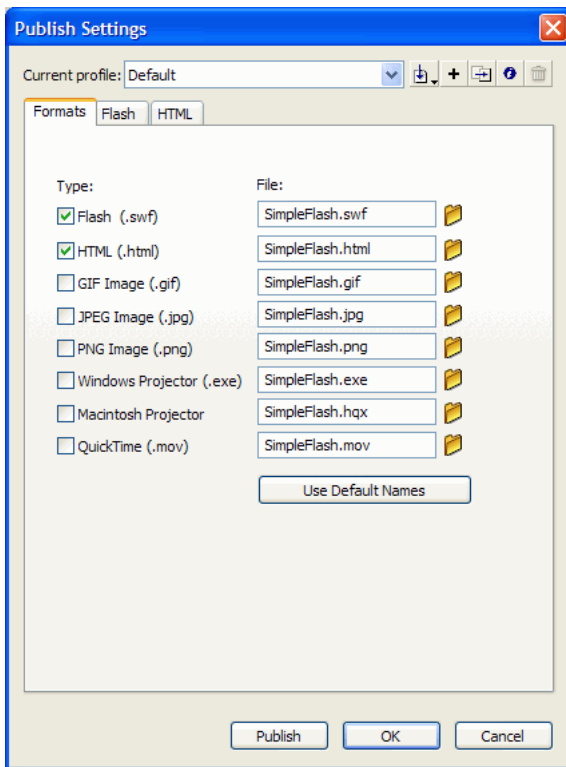 Publish Settings
Current profile: Default
Formats Flash HTML
Type: File:
Flash (.swf) SimpleFlash.swf
HTML (.html) SimpleFlash.html
GIF Image (.gif) SimpleFlash.gif
JPEG Image (.jpg) SimpleFlash.jpg
PNG Image (.png) SimpleFlash.png
Windows Projector (.exe) SimpleFlash.exe
Macintosh Projector SimpleFlash.hqx
QuickTime (.mov) SimpleFlash.mov
Use Default Names
Publish OK Cancel